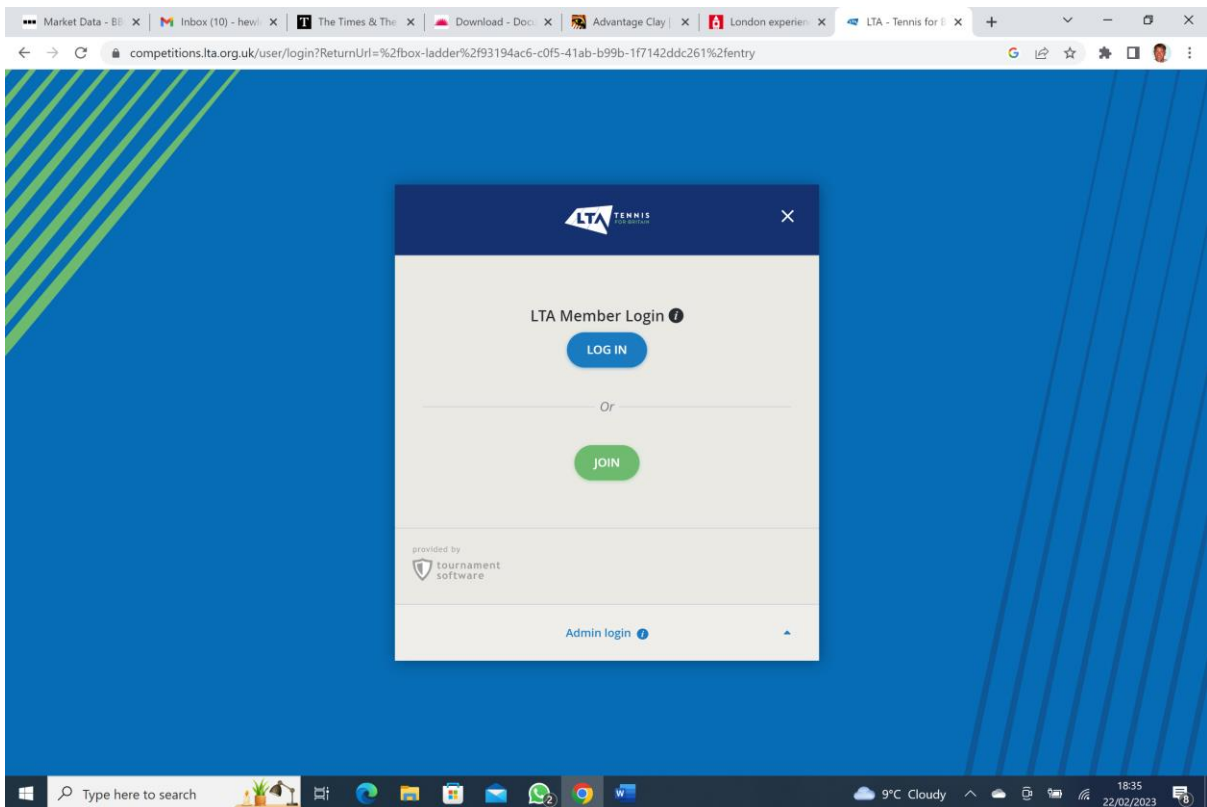 Market Data - BB
Inbox (10) - hewl
The Times & The
Download - Docu
Advantage Clay |
London experien
LTA - Tennis for B
competitions.lta.org.uk/user/login?ReturnUrl=%2fbox-ladder%2f93194ac6-c0f5-41ab-b99b-1f7142ddc261%2fentry
LTA TENNIS
FOR BRITAIN
LTA Member Login
LOG IN
Or
JOIN
provided by
tournament
software
Admin login
Type here to search
9°C Cloudy
18:35
22/02/2023